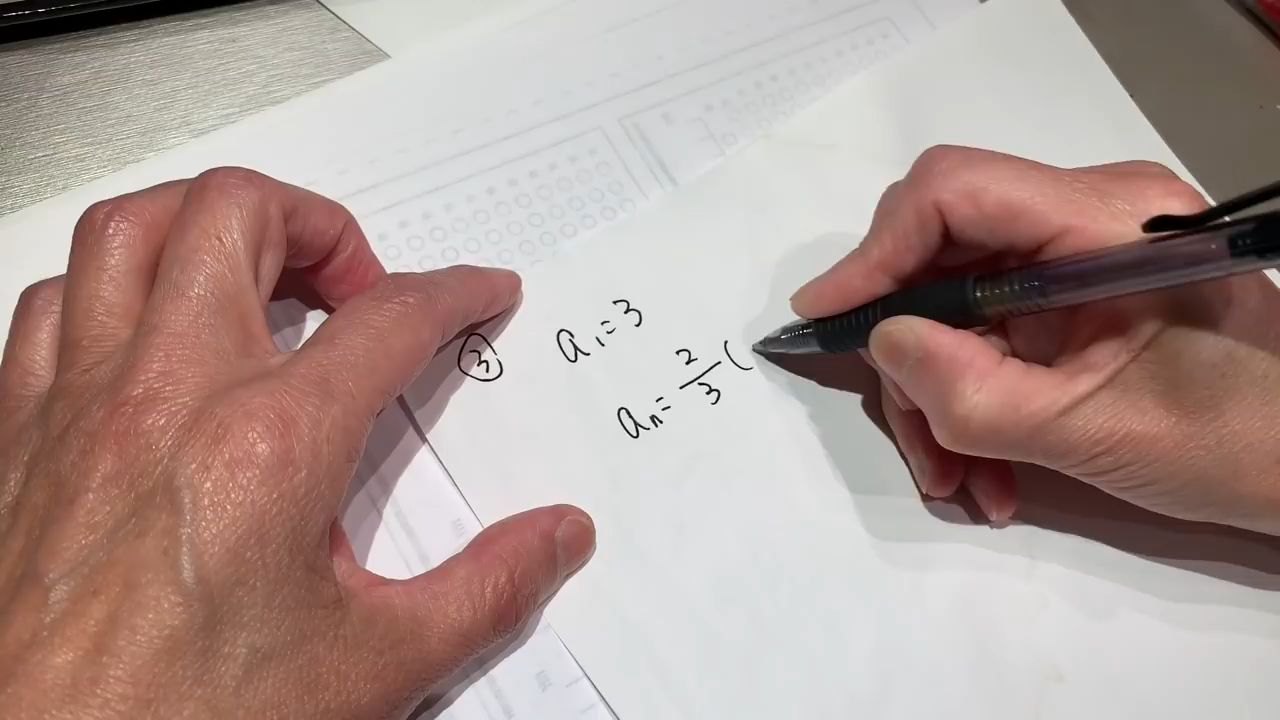 ③ a₁=3
aₙ= 2/3 (